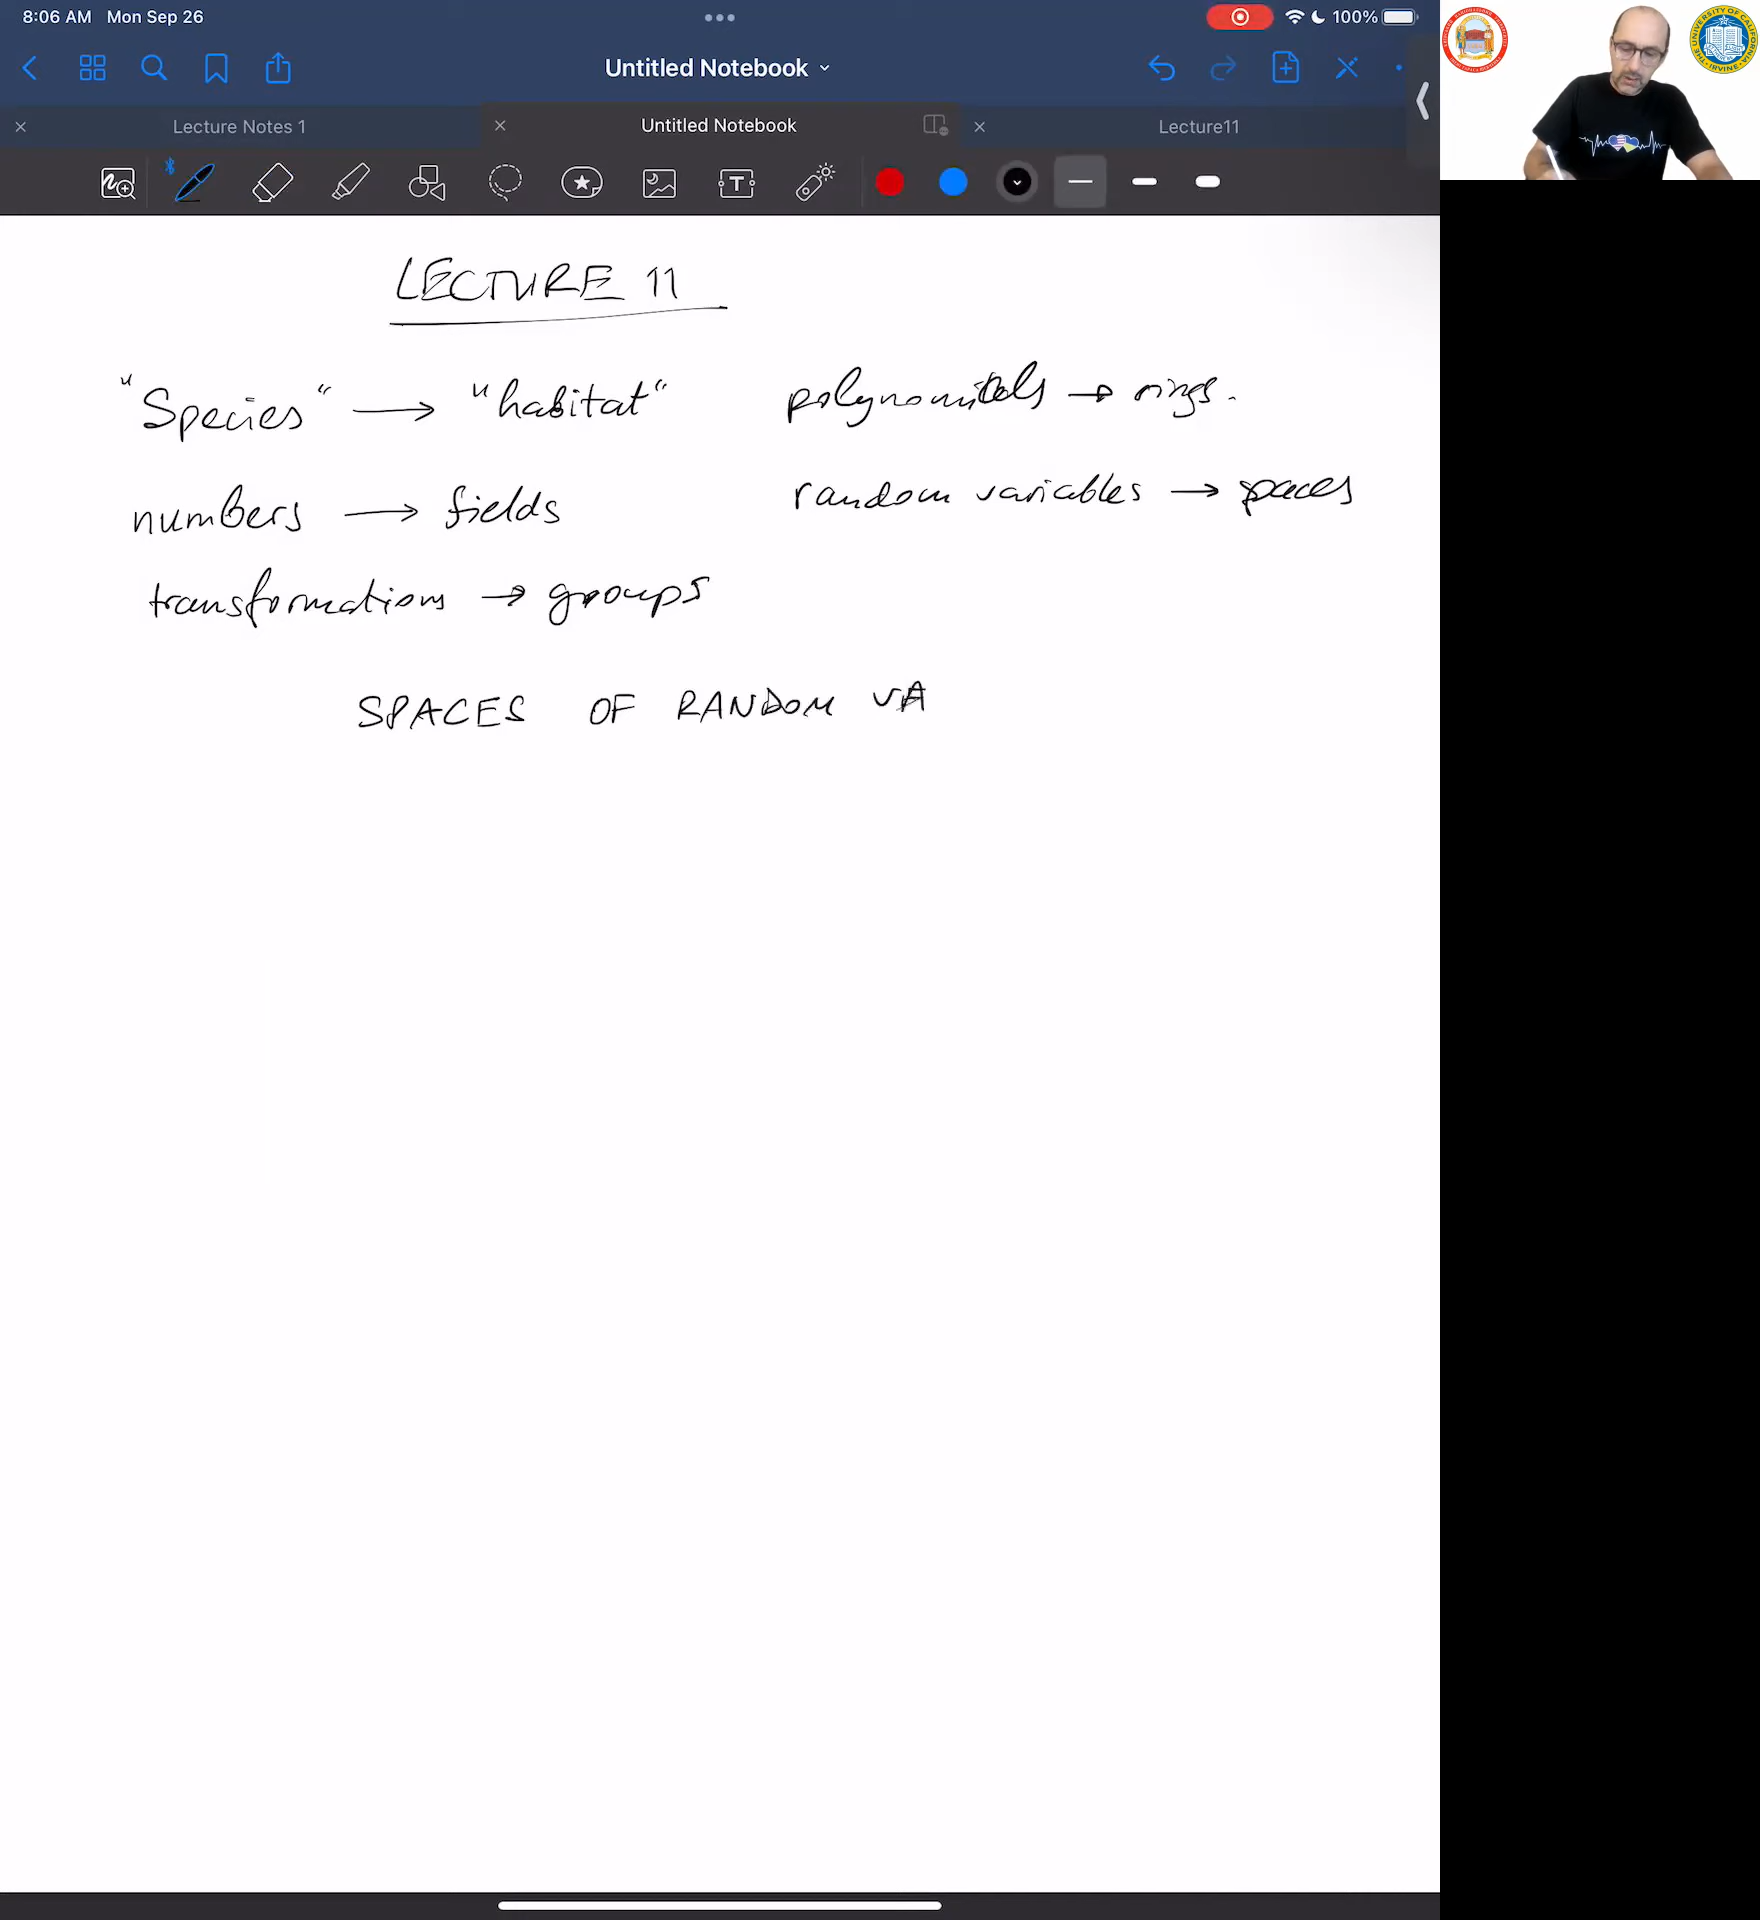 8:06 AM Mon Sep 26
100%
Untitled Notebook
Lecture Notes 1
Untitled Notebook
Lecture11
T
LECTURE 11
"Species" → "habitat"
polynomials → rings.
numbers → fields
random variables → spaces
transformations → groups
SPACES OF RANDOM VA